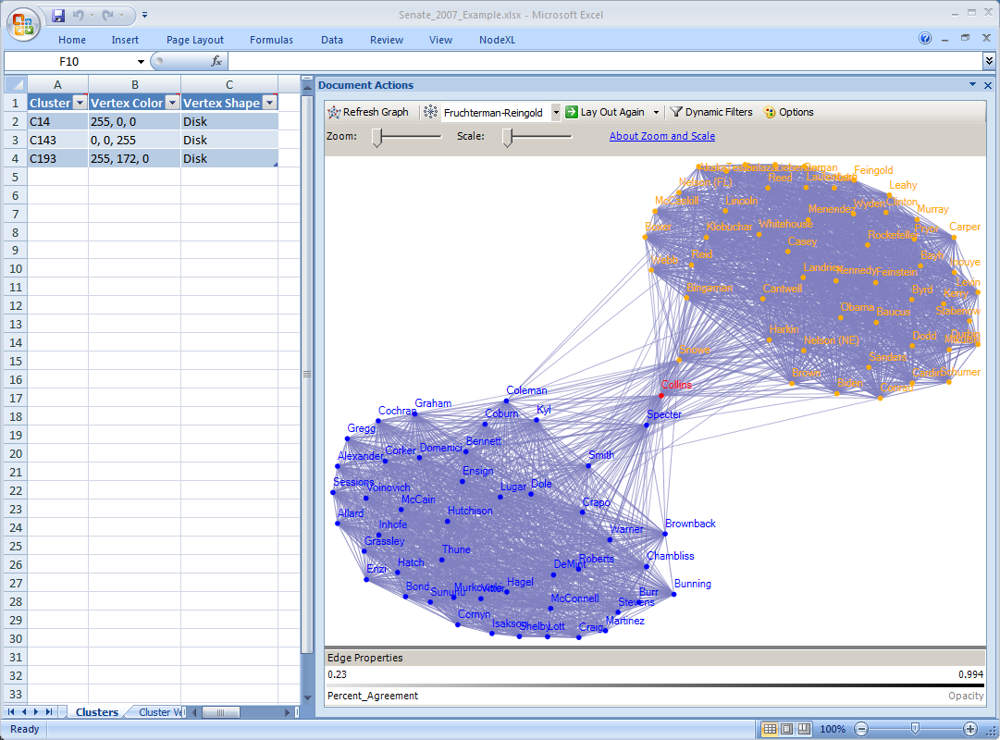 Senate_2007_Example.xlsx - Microsoft Excel
Home Insert Page Layout Formulas Data Review View NodeXL
F10 fx
A B C
Document Actions
1 Cluster Vertex Color Vertex Shape
2 C14 255, 0, 0 Disk
3 C143 0, 0, 255 Disk
4 C193 255, 172, 0 Disk
5
6
7
8
9
10
11
12
13
14
15
16
17
18
19
20
21
22
23
24
25
26
27
28
29
30
31
32
33
Refresh Graph Fruchterman-Reingold Lay Out Again Dynamic Filters Options
Zoom: Scale: About Zoom and Scale
Feingold
Reed
Nelson (FL)
Leahy
Lincoln
Wyden Clinton
Menendez Murray
Klobuchar Whitehouse Pryor Carper
Rockefeller
Casey
Reid Bayh
Webb Inouye
Landrieu Kennedy Feinstein
Levin
Bingaman Cantwell Byrd
Obama Baucus Stabenow
Harkin Dodd
Nelson (NE)
Snowe Sanders
Brown Cardin Schumer
Biden Conrad
Collins
Coleman
Graham
Cochran Coburn Kyl Specter
Gregg
Bennett
Alexander Corker Domenici Smith
Ensign
Sessions Voinovich Lugar Dole
McCain Crapo
Allard Hutchison
Inhofe Warner Brownback
Grassley
Thune Chambliss
Enzi Hatch DeMint Roberts
Bond Sununu Murkowski Vitter Hagel Bunning
McConnell Burr
Stevens
Cornyn Isakson Shelby Lott Craig Martinez
Edge Properties
0.23 0.994
Percent_Agreement Opacity
Clusters Cluster Ve
Ready 100%